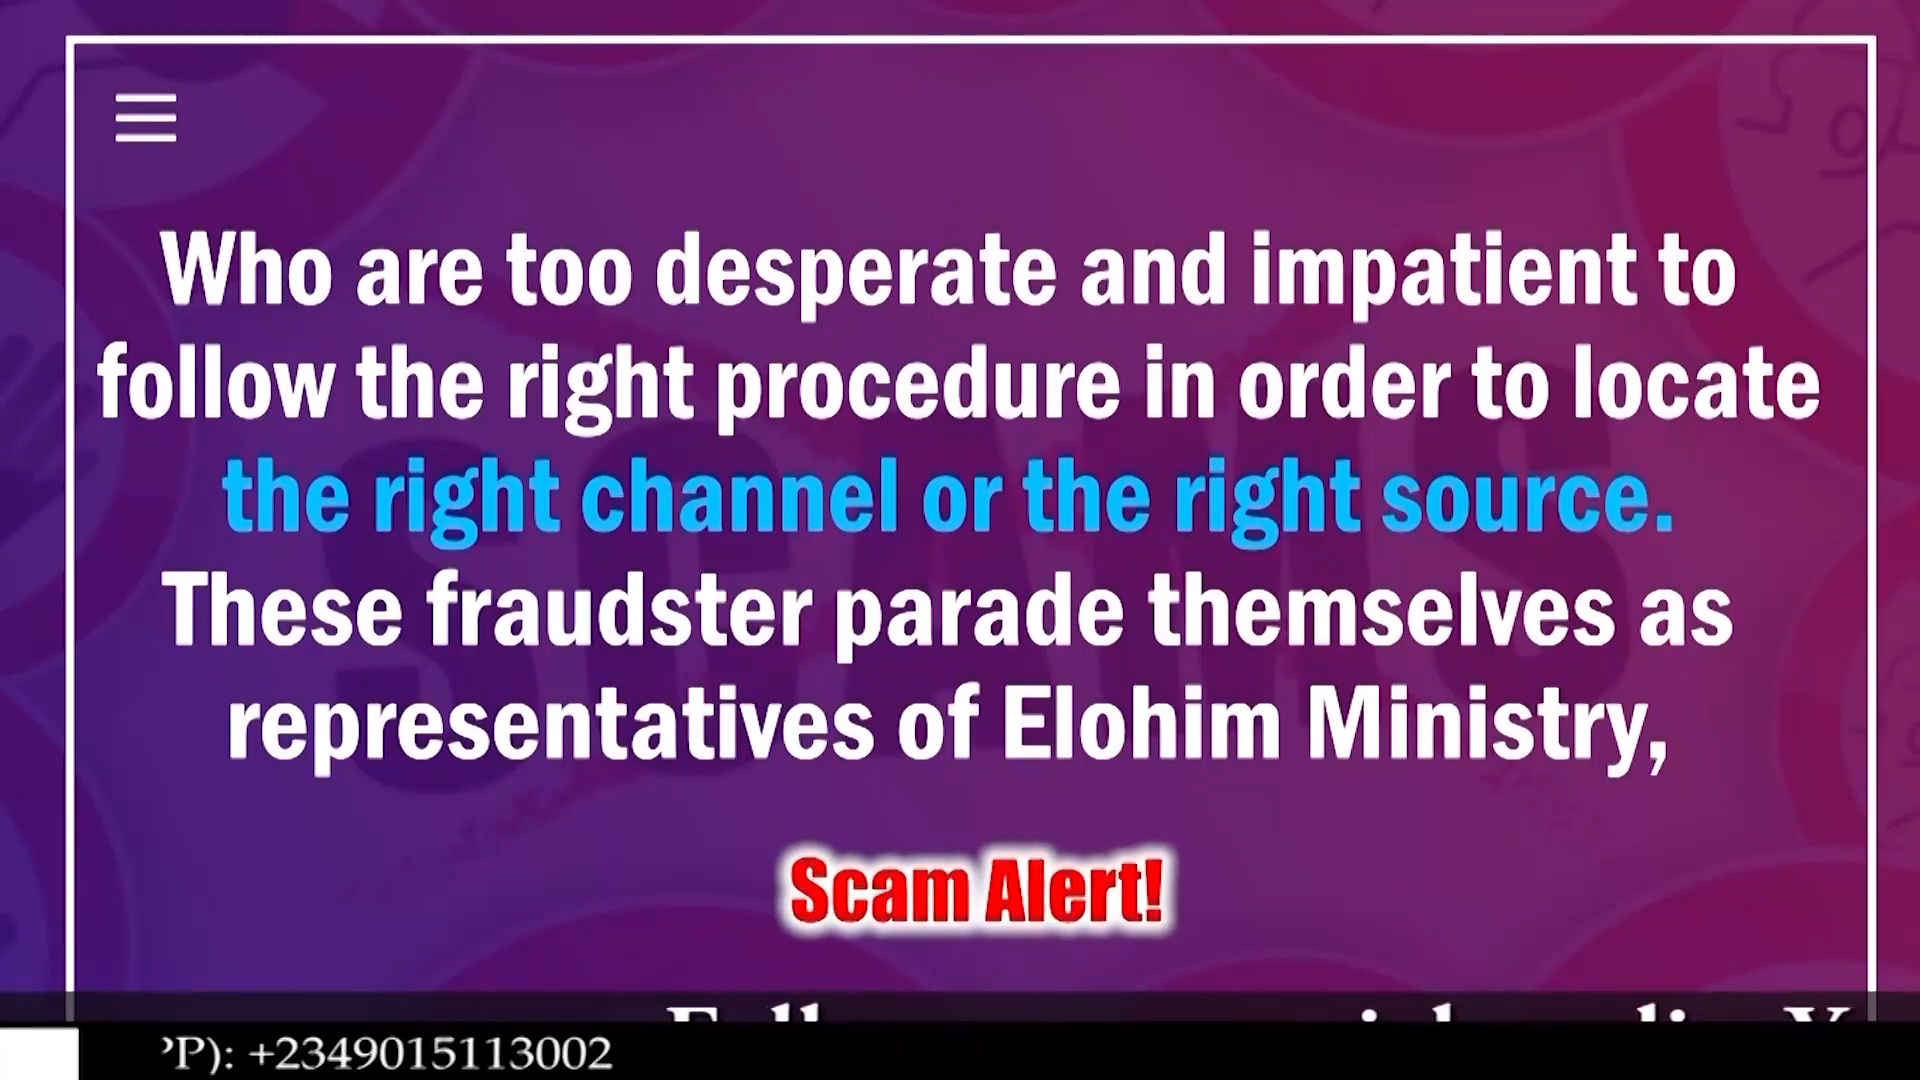 Who are too desperate and impatient to
follow the right procedure in order to locate
the right channel or the right source.
These fraudster parade themselves as
representatives of Elohim Ministry,
Scam Alert!
SCAMS
P): +2349015113002